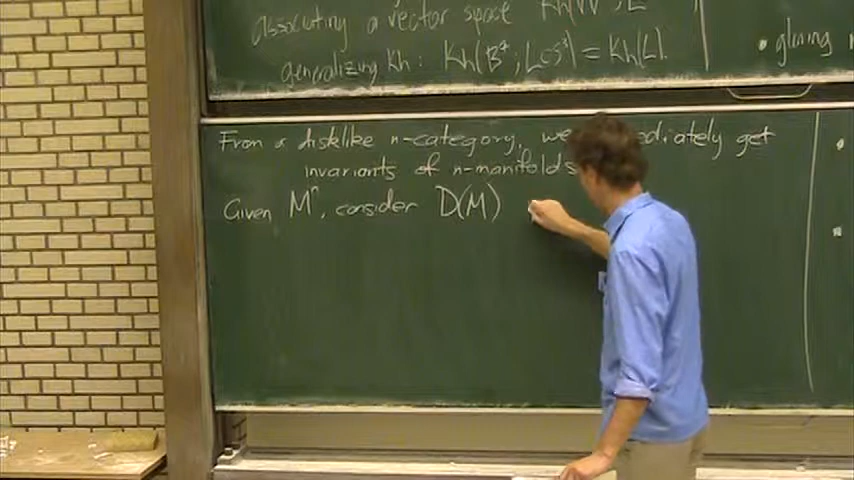 associating a vector space Kh(W, L
generalizing Kh: Kh(B⁴; L⊂S³) = Kh(L).
• gluing
From a disklike n-category, we immediately get
invariants of n-manifolds
Given Mⁿ, consider D(M)